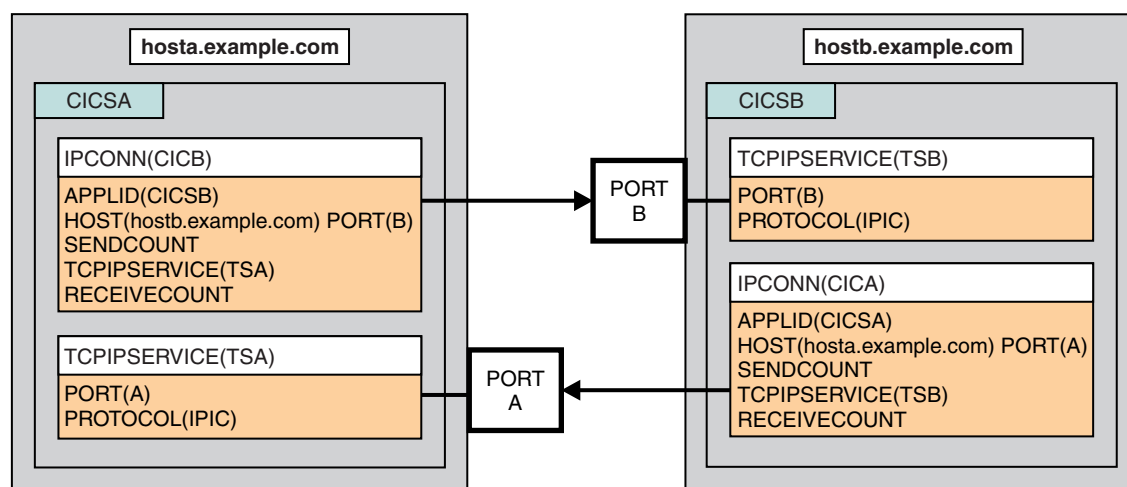 hosta.example.com
CICSA
IPCONN(CICB)
APPLID(CICSB)
HOST(hostb.example.com) PORT(B)
SENDCOUNT
TCPIPSERVICE(TSA)
RECEIVECOUNT
TCPIPSERVICE(TSA)
PORT(A)
PROTOCOL(IPIC)
PORT
B
PORT
A
hostb.example.com
CICSB
TCPIPSERVICE(TSB)
PORT(B)
PROTOCOL(IPIC)
IPCONN(CICA)
APPLID(CICSA)
HOST(hosta.example.com) PORT(A)
SENDCOUNT
TCPIPSERVICE(TSB)
RECEIVECOUNT